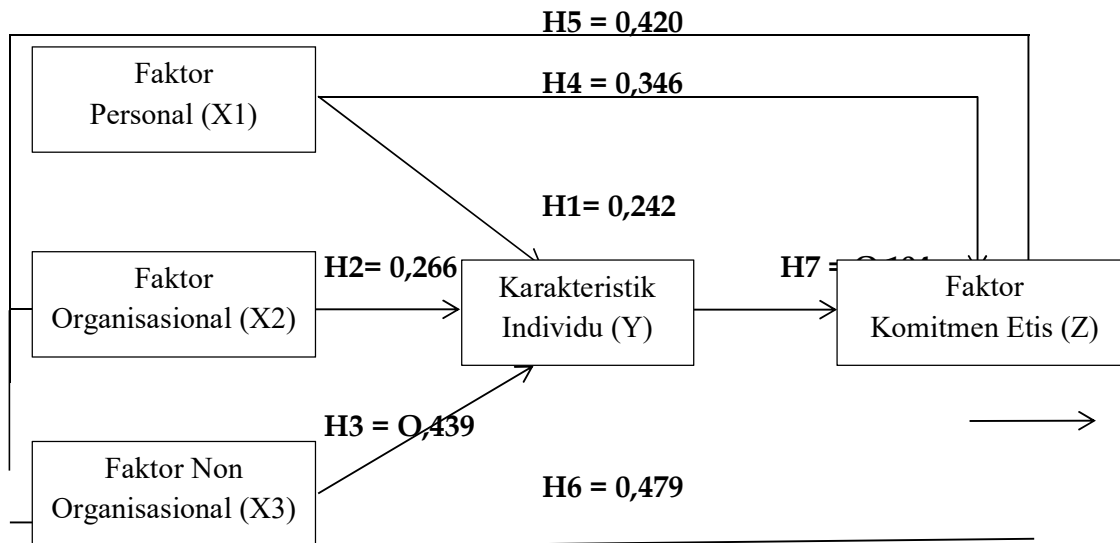 H5 = 0,420
Faktor
Personal (X1)
H4 = 0,346
H1= 0,242
Faktor
Organisasional (X2)
H2= 0,266
Karakteristik
Individu (Y)
H7 =
Faktor
Komitmen Etis (Z)
H3 = O,439
Faktor Non
Organisasional (X3)
H6 = 0,479